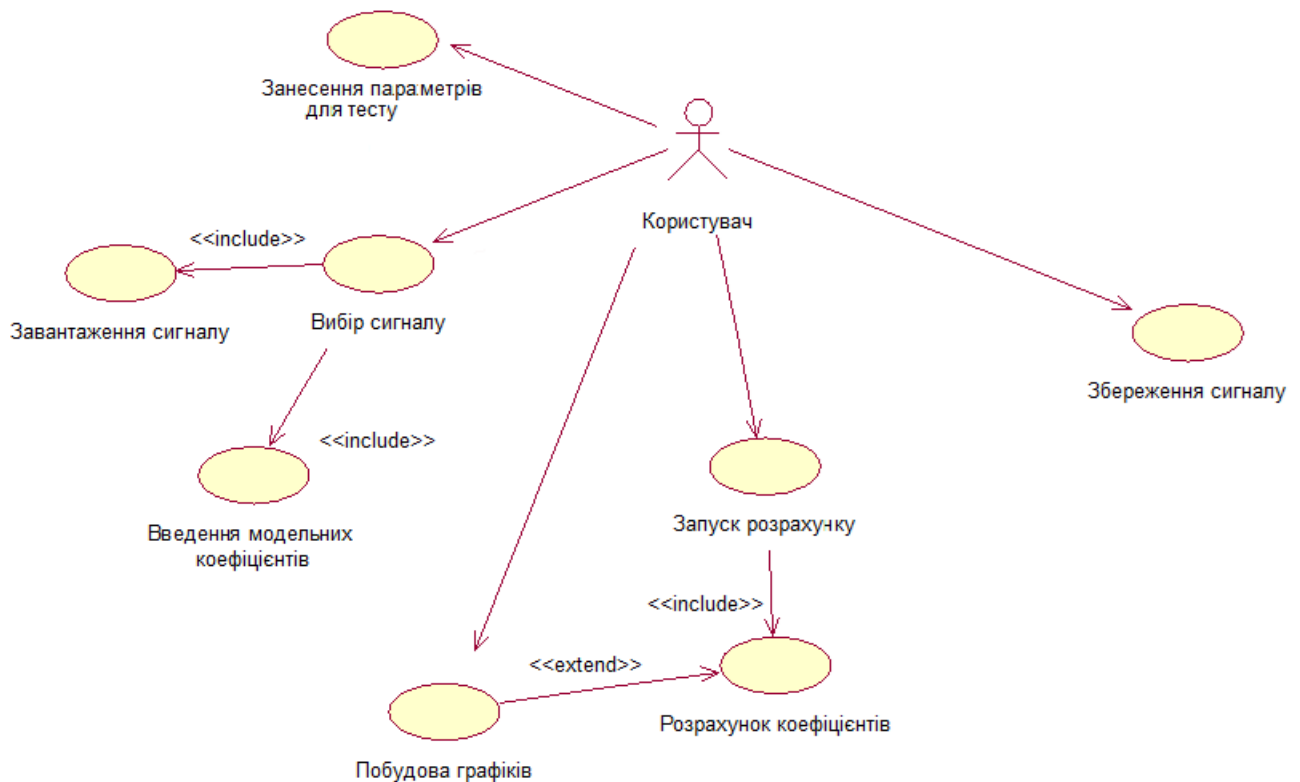 Занесення параметрів
для тесту
Користувач
<<include>>
Завантаження сигналу
Вибір сигналу
Збереження сигналу
<<include>>
Введення модельних
коефіцієнтів
Запуск розрахунку
<<include>>
<<extend>>
Розрахунок коефіцієнтів
Побудова графіків